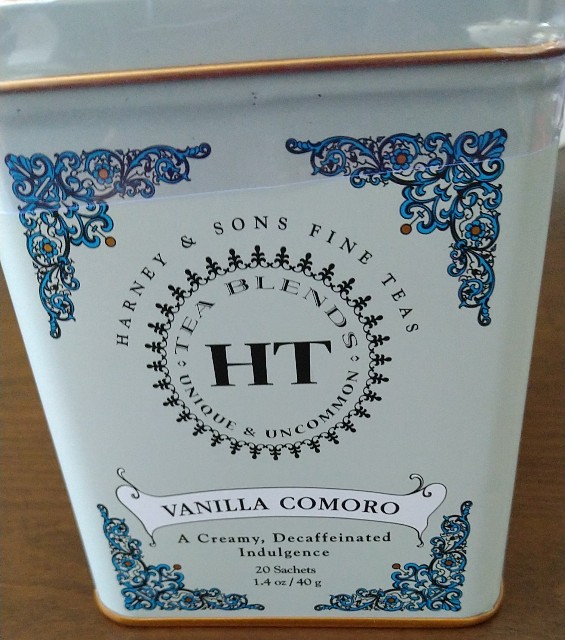 HARNEY & SONS FINE TEAS
TEA BLENDS
HT
UNIQUE & UNCOMMON
VANILLA COMORO
A Creamy, Decaffeinated
Indulgence
20 Sachets
1.4 oz / 40 g